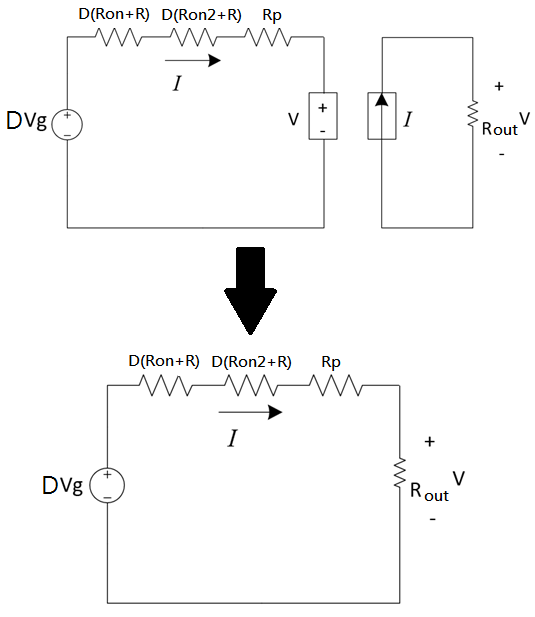 D(Ron+R) D(Ron2+R) Rp
I
DVg
+
-
V
+
-
I
+
Rout V
-
D(Ron+R) D(Ron2+R) Rp
I
DVg
+
-
+
Rout V
-